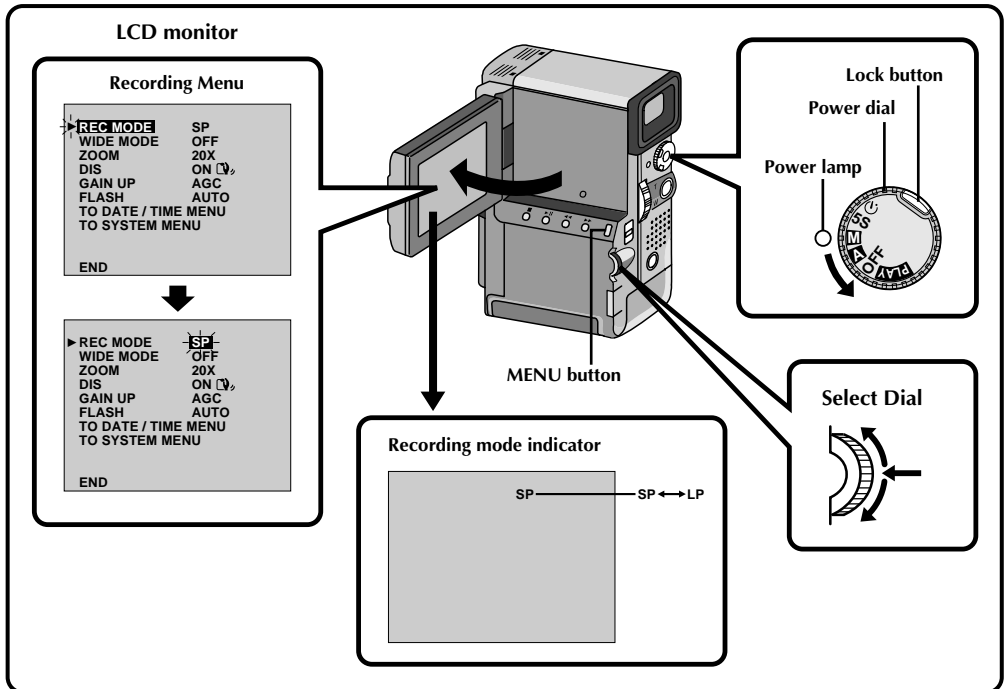 LCD monitor
Recording Menu
▶ REC MODE SP
WIDE MODE OFF
ZOOM 20X
DIS ON
GAIN UP AGC
FLASH AUTO
TO DATE / TIME MENU
TO SYSTEM MENU
END
▶ REC MODE SP
WIDE MODE OFF
ZOOM 20X
DIS ON
GAIN UP AGC
FLASH AUTO
TO DATE / TIME MENU
TO SYSTEM MENU
END
T
W
MENU button
Recording mode indicator
SP SP ↔ LP
Lock button
Power dial
Power lamp
5S
M
A
OFF
PLAY
Select Dial